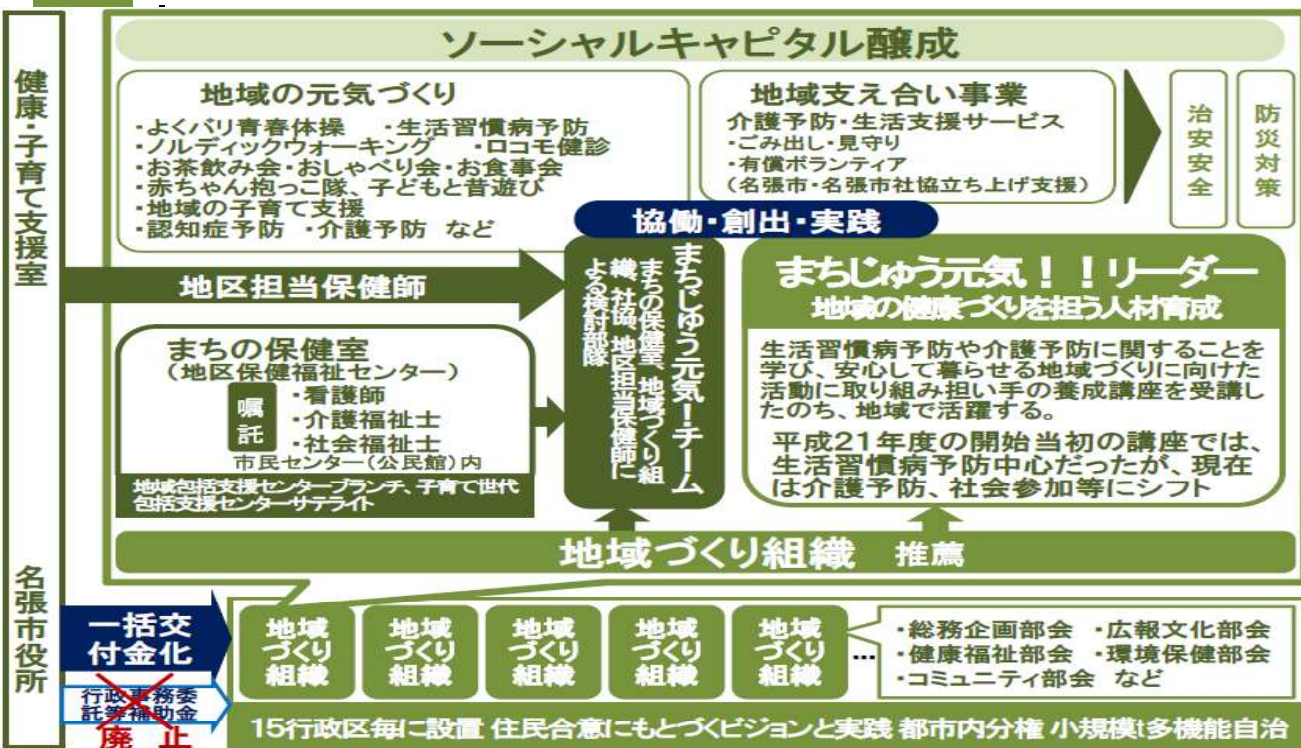 ソーシャルキャピタル醸成
健康・子育て支援室
名張市役所
地域の元気づくり
・よくバリ青春体操 ・生活習慣病予防
・ノルディックウォーキング ・ロコモ健診
・お茶飲み会・おしゃべり会・お食事会
・赤ちゃん抱っこ隊、子どもと昔遊び
・地域の子育て支援
・認知症予防 ・介護予防 など
地域支え合い事業
介護予防・生活支援サービス
・ごみ出し・見守り
・有償ボランティア
（名張市・名張市社協立ち上げ支援）
治安安全
防災対策
協働・創出・実践
地区担当保健師
まちじゅう元気！チーム
まちの保健室、地域づくり組
織、社協、地区担当保健師に
よる検討部隊
まちの保健室
（地区保健福祉センター）
嘱託
・看護師
・介護福祉士
・社会福祉士
市民センター（公民館）内
地域包括支援センターブランチ、子育て世代
包括支援センターサテライト
まちじゅう元気！！リーダー
地域の健康づくりを担う人材育成
生活習慣病予防や介護予防に関することを
学び、安心して暮らせる地域づくりに向けた
活動に取り組み担い手の養成講座を受講し
たのち、地域で活躍する。
平成21年度の開始当初の講座では、
生活習慣病予防中心だったが、現在
は介護予防、社会参加等にシフト
地域づくり組織 推薦
一括交
付金化
行政事務委
託等補助金
廃止
地域
づくり
組織
地域
づくり
組織
地域
づくり
組織
地域
づくり
組織
地域
づくり
組織
…
・総務企画部会 ・広報文化部会
・健康福祉部会 ・環境保健部会
・コミュニティ部会 など
15行政区毎に設置 住民合意にもとづくビジョンと実践 都市内分権 小規模t多機能自治